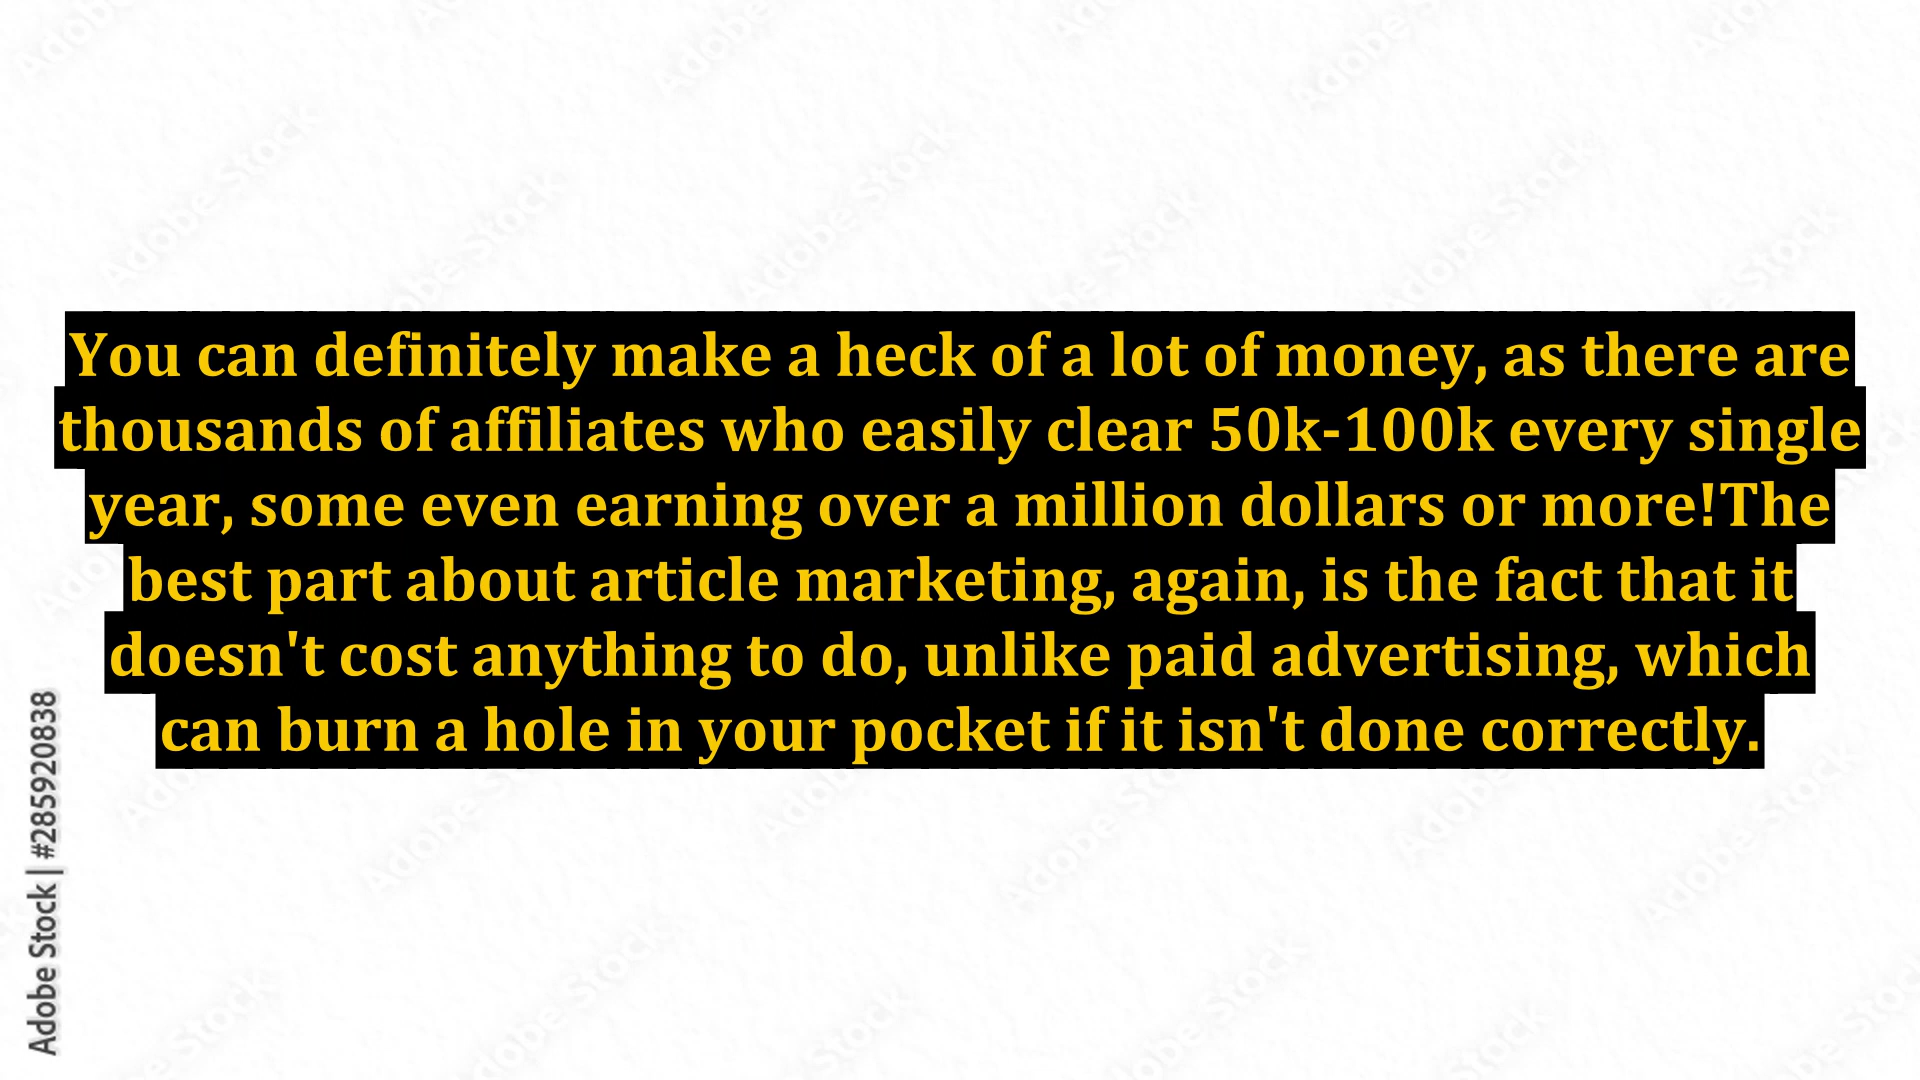 You can definitely make a heck of a lot of money, as there are
thousands of affiliates who easily clear 50k-100k every single
year, some even earning over a million dollars or more!The
best part about article marketing, again, is the fact that it
doesn't cost anything to do, unlike paid advertising, which
can burn a hole in your pocket if it isn't done correctly.
Adobe Stock | #285920838